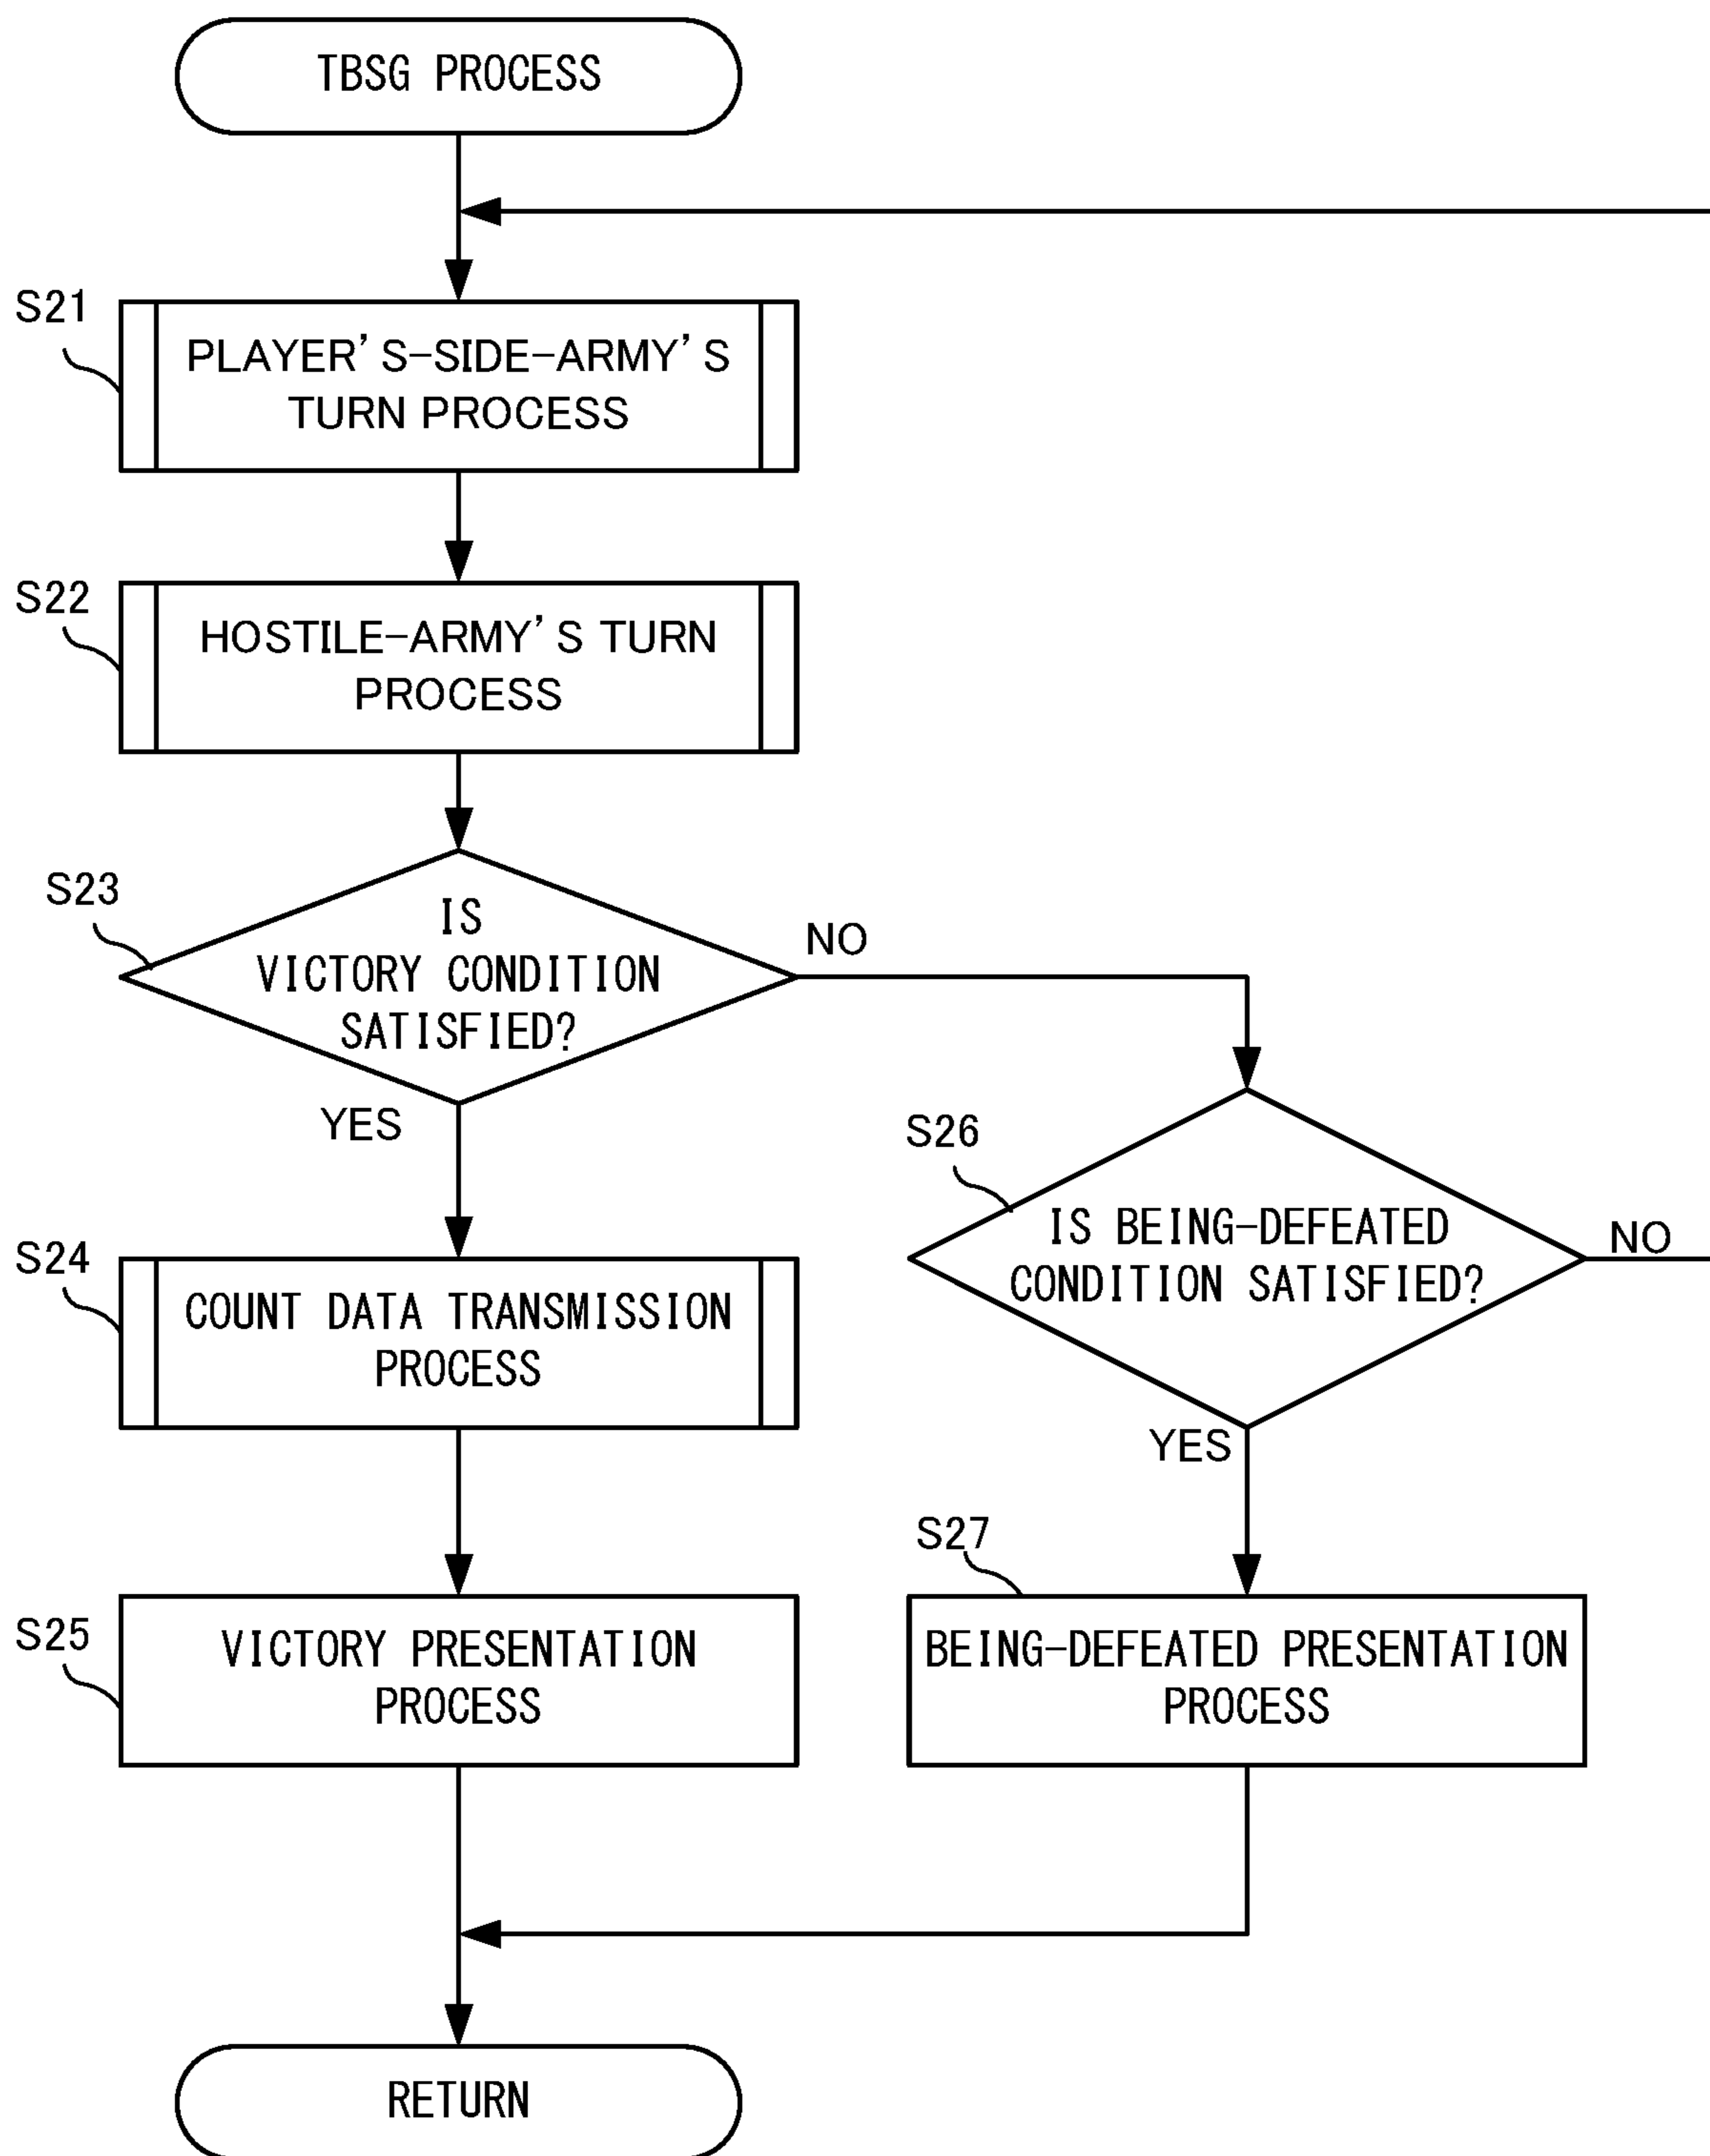 TBSG PROCESS
S21
PLAYER'S-SIDE-ARMY'S
TURN PROCESS
S22
HOSTILE-ARMY'S TURN
PROCESS
S23
IS
VICTORY CONDITION
SATISFIED?
NO
YES
S26
IS BEING-DEFEATED
CONDITION SATISFIED?
NO
YES
S24
COUNT DATA TRANSMISSION
PROCESS
S27
BEING-DEFEATED PRESENTATION
PROCESS
S25
VICTORY PRESENTATION
PROCESS
RETURN